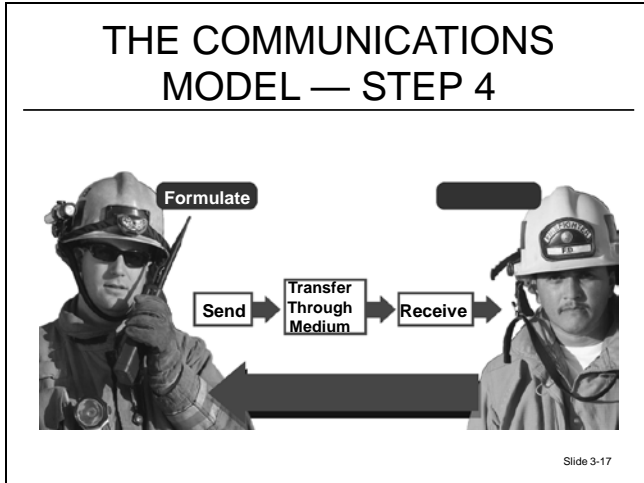 THE COMMUNICATIONS
MODEL — STEP 4
Formulate
Send
Transfer
Through
Medium
Receive
Slide 3-17